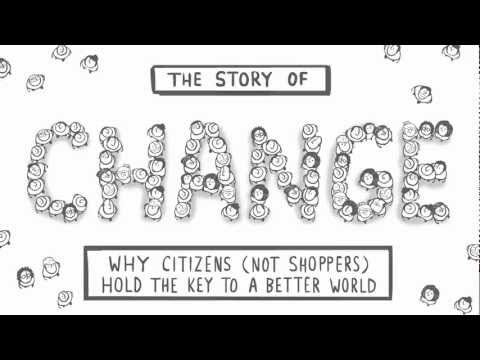 THE STORY OF
CHANGE
WHY CITIZENS (NOT SHOPPERS)
HOLD THE KEY TO A BETTER WORLD